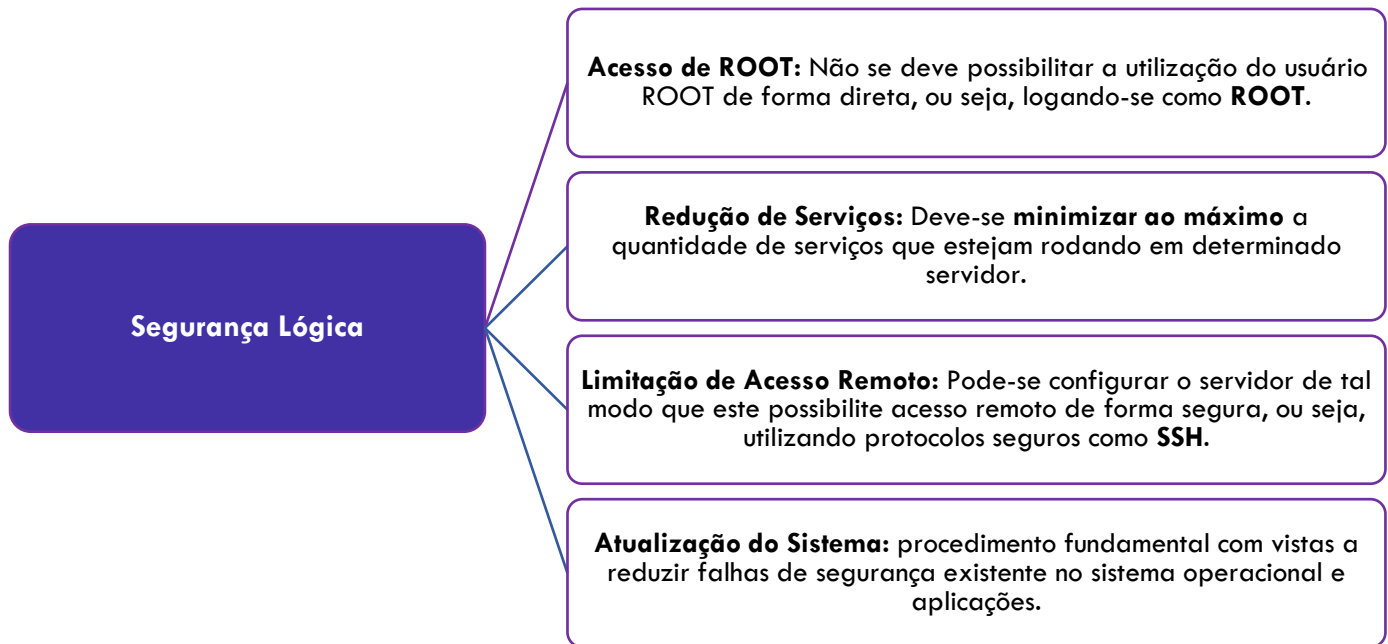 Segurança Lógica
Acesso de ROOT: Não se deve possibilitar a utilização do usuário
ROOT de forma direta, ou seja, logando-se como ROOT.
Redução de Serviços: Deve-se minimizar ao máximo a
quantidade de serviços que estejam rodando em determinado
servidor.
Limitação de Acesso Remoto: Pode-se configurar o servidor de tal
modo que este possibilite acesso remoto de forma segura, ou seja,
utilizando protocolos seguros como SSH.
Atualização do Sistema: procedimento fundamental com vistas a
reduzir falhas de segurança existente no sistema operacional e
aplicações.